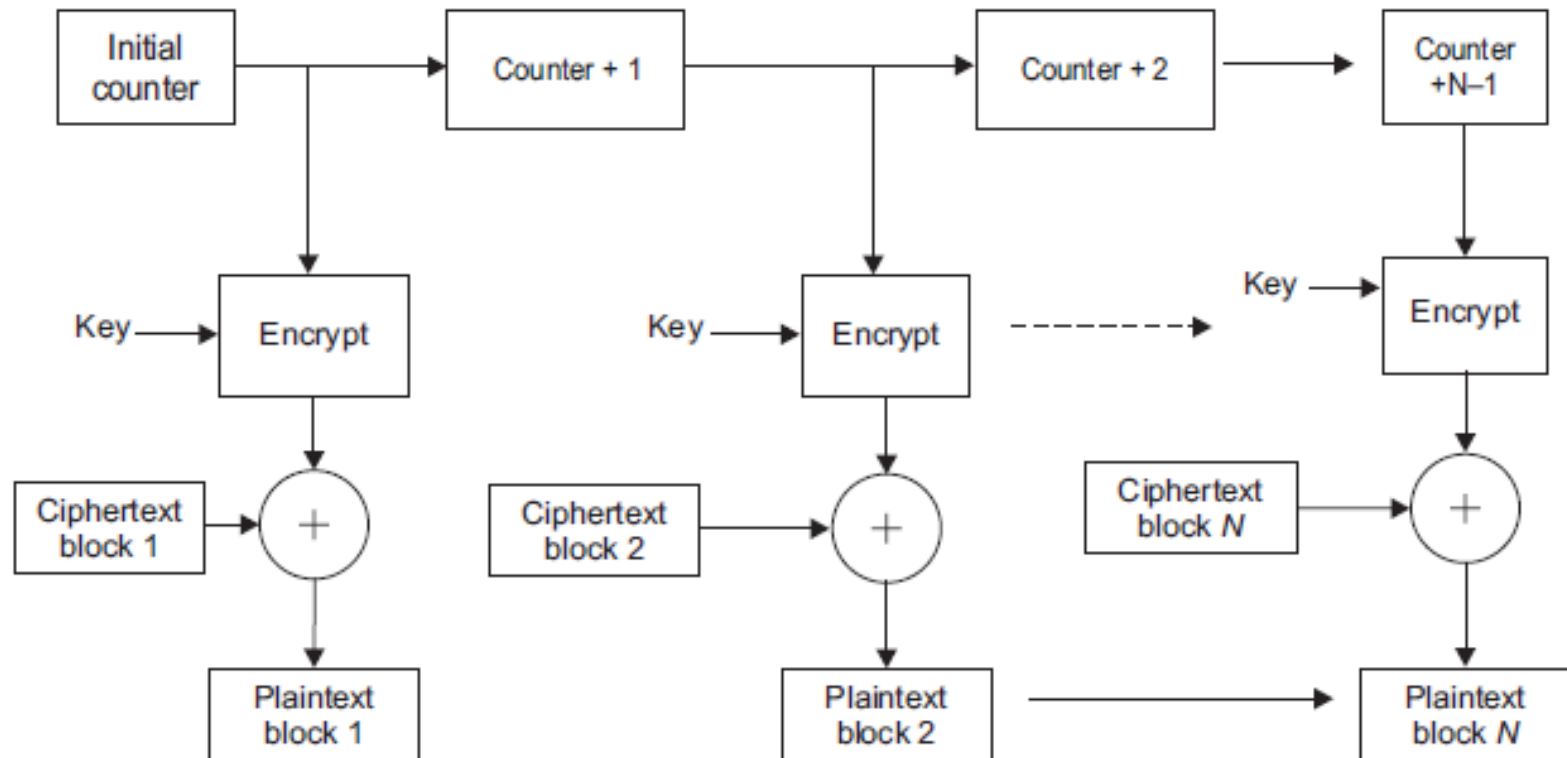 Initial
counter
Counter + 1
Counter + 2
Counter
+N–1
Key
Encrypt
Key
Encrypt
Key
Encrypt
Ciphertext
block 1
+
Ciphertext
block 2
+
Ciphertext
block N
+
Plaintext
block 1
Plaintext
block 2
Plaintext
block N